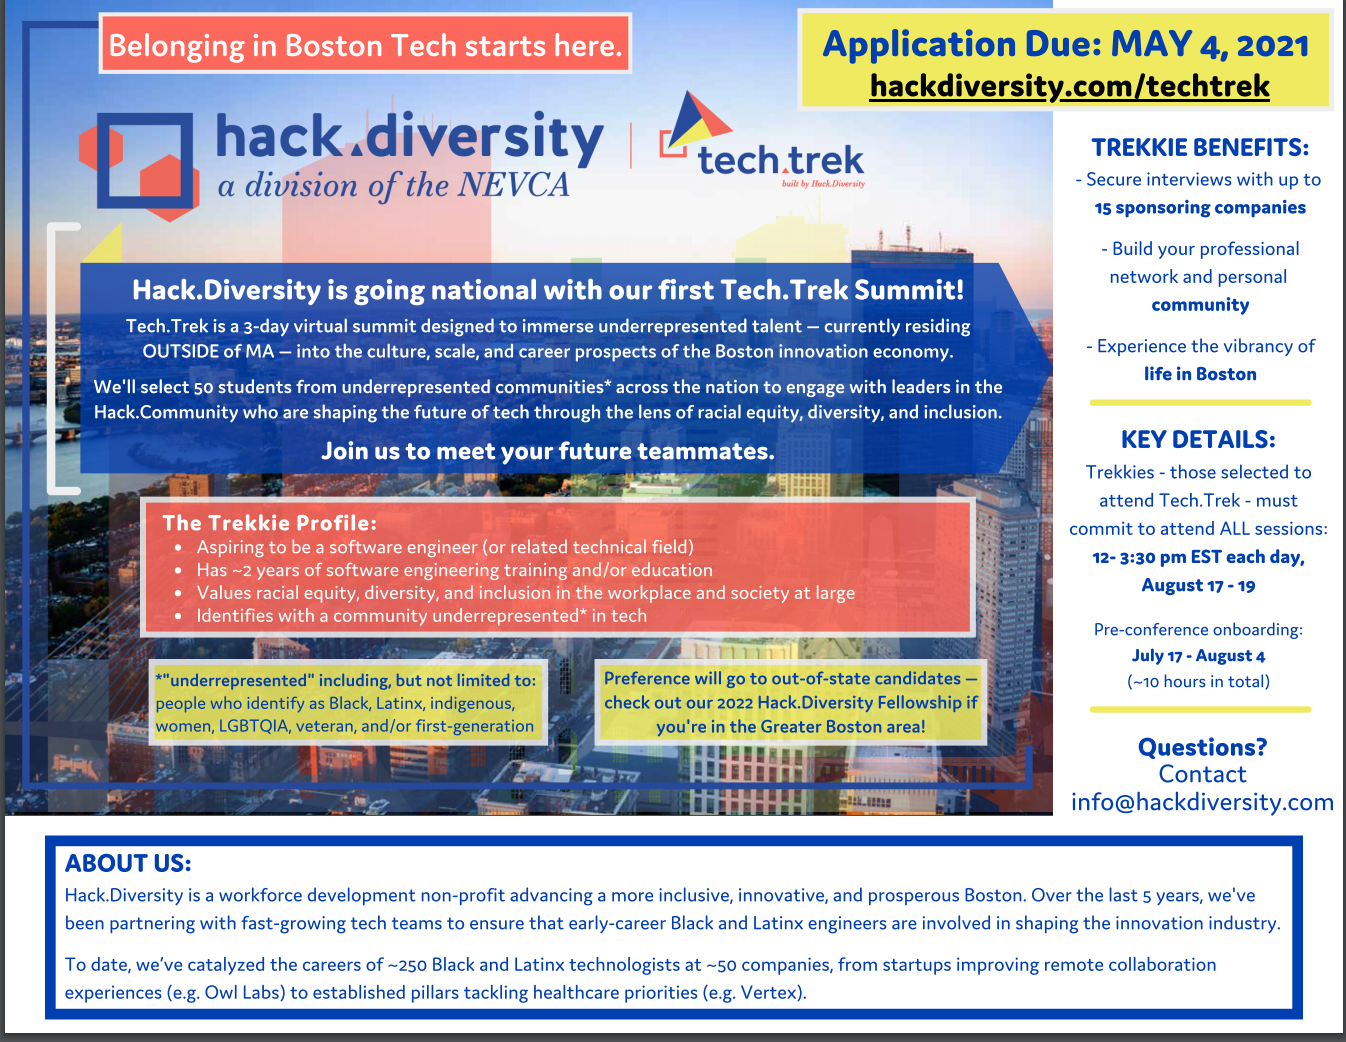 Belonging in Boston Tech starts here.
Application Due: MAY 4, 2021
hackdiversity.com/techtrek
hack.diversity
a division of the NEVCA
tech.trek
built by Hack.Diversity
Hack.Diversity is going national with our first Tech.Trek Summit!
Tech.Trek is a 3-day virtual summit designed to immerse underrepresented talent — currently residing
OUTSIDE of MA — into the culture, scale, and career prospects of the Boston innovation economy.
We'll select 50 students from underrepresented communities* across the nation to engage with leaders in the
Hack.Community who are shaping the future of tech through the lens of racial equity, diversity, and inclusion.
Join us to meet your future teammates.
The Trekkie Profile:
• Aspiring to be a software engineer (or related technical field)
• Has ~2 years of software engineering training and/or education
• Values racial equity, diversity, and inclusion in the workplace and society at large
• Identifies with a community underrepresented* in tech
*"underrepresented" including, but not limited to:
people who identify as Black, Latinx, indigenous,
women, LGBTQIA, veteran, and/or first-generation
Preference will go to out-of-state candidates —
check out our 2022 Hack.Diversity Fellowship if
you're in the Greater Boston area!
TREKKIE BENEFITS:
- Secure interviews with up to
15 sponsoring companies
- Build your professional
network and personal
community
- Experience the vibrancy of
life in Boston
KEY DETAILS:
Trekkies - those selected to
attend Tech.Trek - must
commit to attend ALL sessions:
12- 3:30 pm EST each day,
August 17 - 19
Pre-conference onboarding:
July 17 - August 4
(~10 hours in total)
Questions?
Contact
info@hackdiversity.com
ABOUT US:
Hack.Diversity is a workforce development non-profit advancing a more inclusive, innovative, and prosperous Boston. Over the last 5 years, we've
been partnering with fast-growing tech teams to ensure that early-career Black and Latinx engineers are involved in shaping the innovation industry.
To date, we've catalyzed the careers of ~250 Black and Latinx technologists at ~50 companies, from startups improving remote collaboration
experiences (e.g. Owl Labs) to established pillars tackling healthcare priorities (e.g. Vertex).